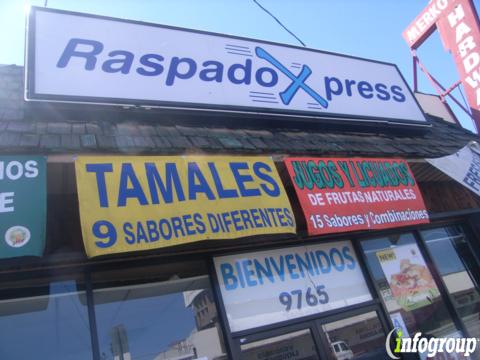 RaspadoXpress
MERKO
HARDW
TAMALES
9 SABORES DIFERENTES
JUGOS Y LICUADOS
DE FRUTAS NATURALES
15 Sabores y Combinaciones
BIENVENIDOS
9765
NEW!
infogroup